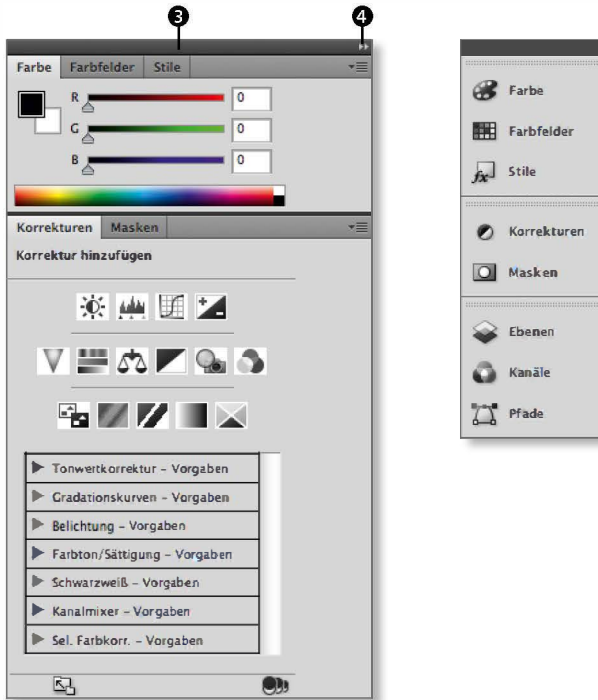 3 4
Farbe Farbfelder Stile
R 0
G 0
B 0
Korrekturen Masken
Korrektur hinzufügen
Tonwertkorrektur – Vorgaben
Gradationskurven – Vorgaben
Belichtung – Vorgaben
Farbton/Sättigung – Vorgaben
Schwarzweiß – Vorgaben
Kanalmixer – Vorgaben
Sel. Farbkorr. – Vorgaben
Farbe
Farbfelder
fx Stile
Korrekturen
Masken
Ebenen
Kanäle
Pfade